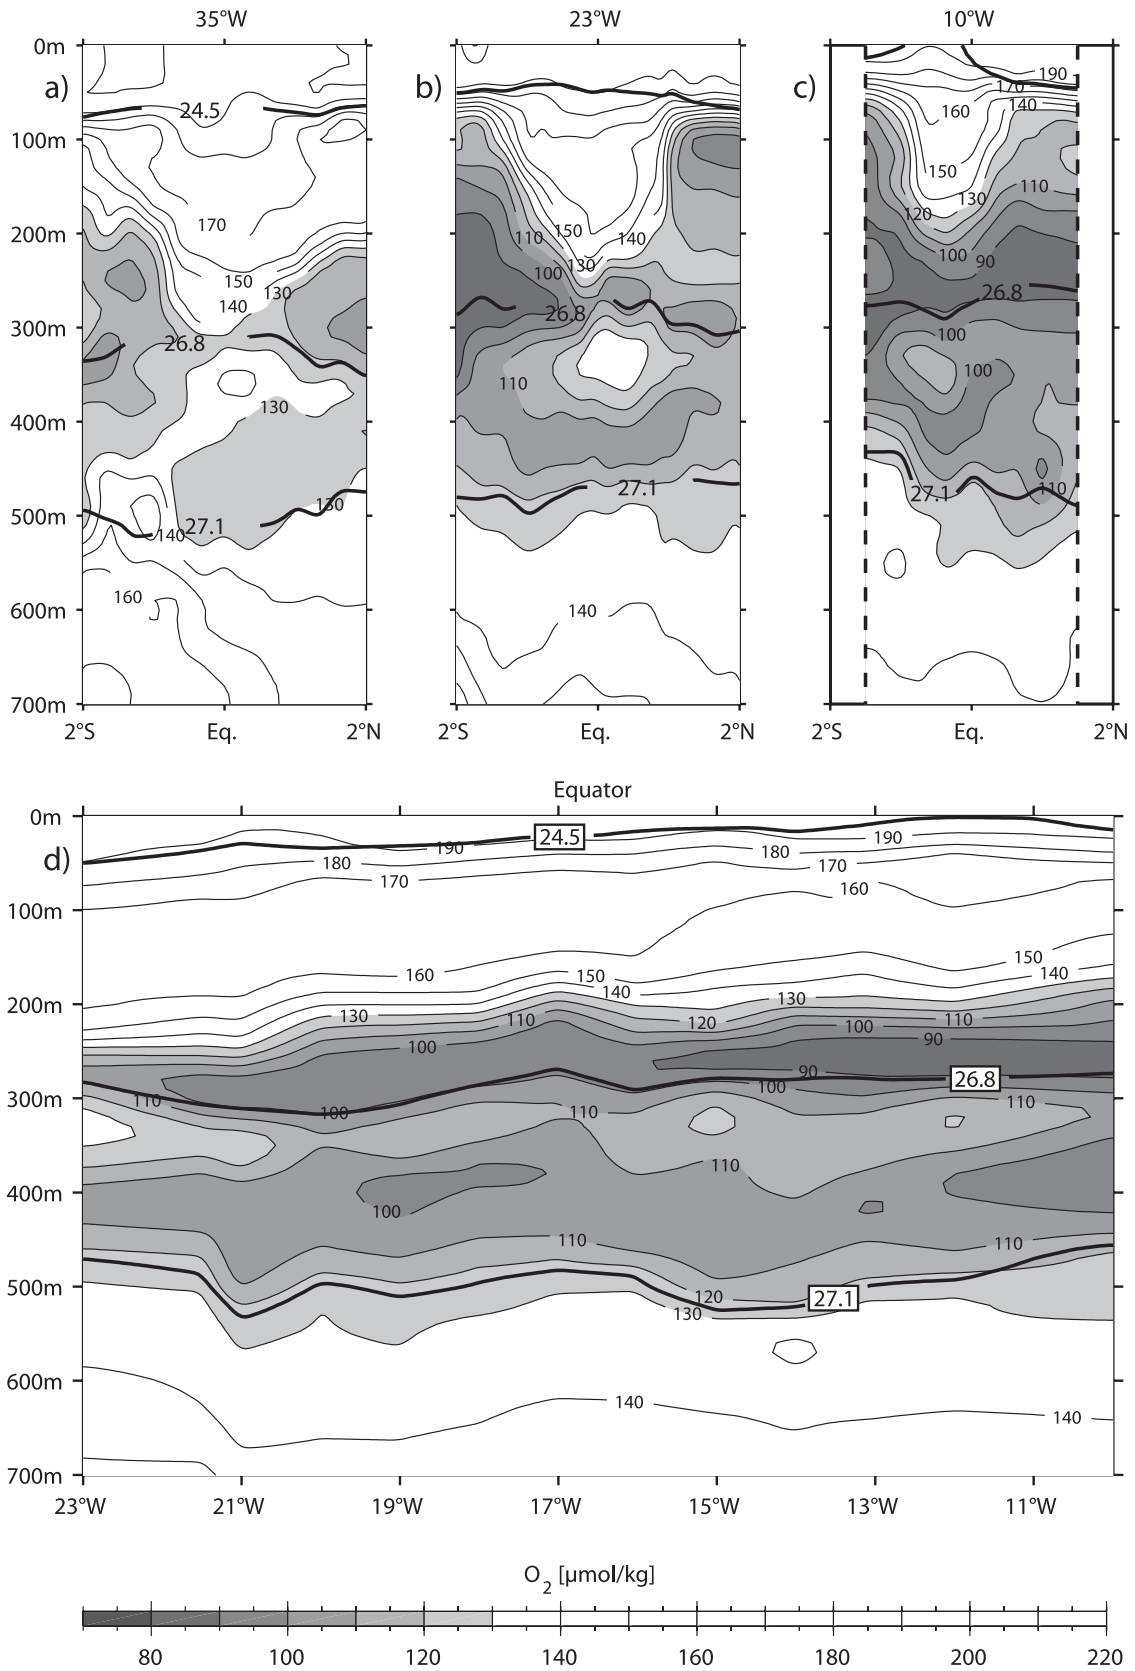 35°W 23°W 10°W
0m
a) b) c)
190
170
24.5 160 140
100m
150
170 110
120 130
200m
110 150 140
100 90
150 130 100 130
140 26.8
26.8
300m
26.8 100
110 100
130
400m
27.1 110
130 27.1
500m
140 27.1
160
600m
140
700m
2°S Eq. 2°N 2°S Eq. 2°N 2°S Eq. 2°N
Equator
0m
24.5 190
190 180
d) 180 170
170 160
100m
150
160 150 140
140 130
200m
130 110 120 100 110
100 90
90 26.8
100
300m
110 100 110 110
110
400m
100
110 110
500m
120 27.1
130
600m
140 140
700m
23°W 21°W 19°W 17°W 15°W 13°W 11°W
O2 [µmol/kg]
80 100 120 140 160 180 200 220